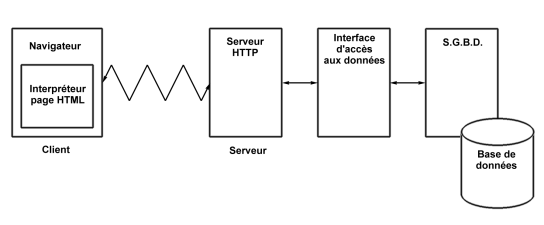 Navigateur
Interpréteur
page HTML
Client
Serveur
HTTP
Serveur
Interface
d'accès
aux données
S.G.B.D.
Base de
données